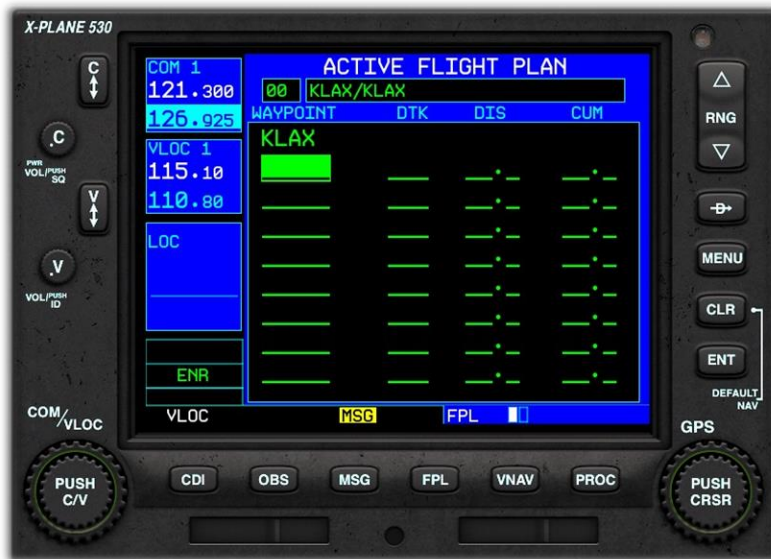 X-PLANE 530
C
.C
PWR
VOL/PUSH
SQ
V
.V
VOL/PUSH
ID
COM/VLOC
PUSH
C/V
COM 1
121.300
126.925
VLOC 1
115.10
110.80
LOC
ENR
VLOC
ACTIVE FLIGHT PLAN
00 KLAX/KLAX
WAYPOINT DTK DIS CUM
KLAX
MSG
FPL
CDI
OBS
MSG
FPL
VNAV
PROC
RNG
D
MENU
CLR
ENT
DEFAULT
NAV
GPS
PUSH
CRSR